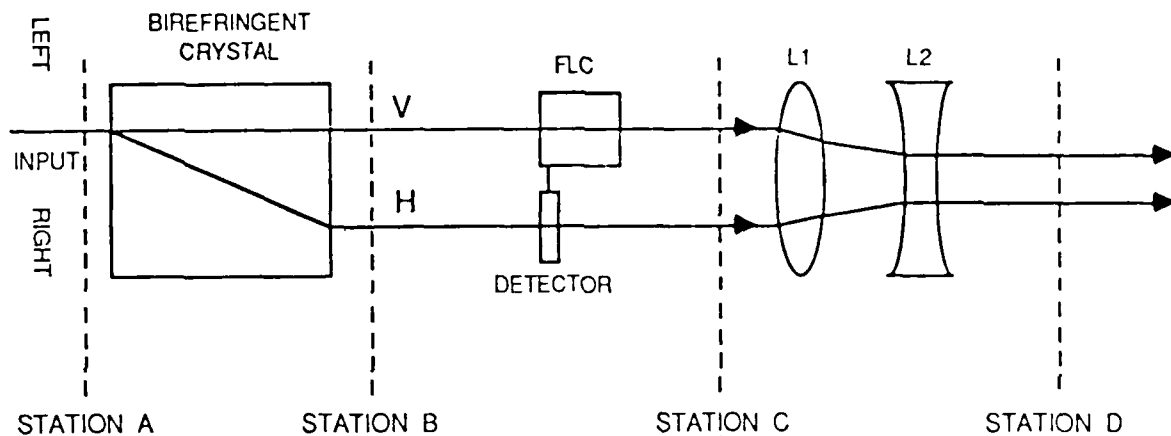 LEFT
BIREFRINGENT
CRYSTAL
FLC
L1
L2
V
INPUT
H
RIGHT
DETECTOR
STATION A
STATION B
STATION C
STATION D